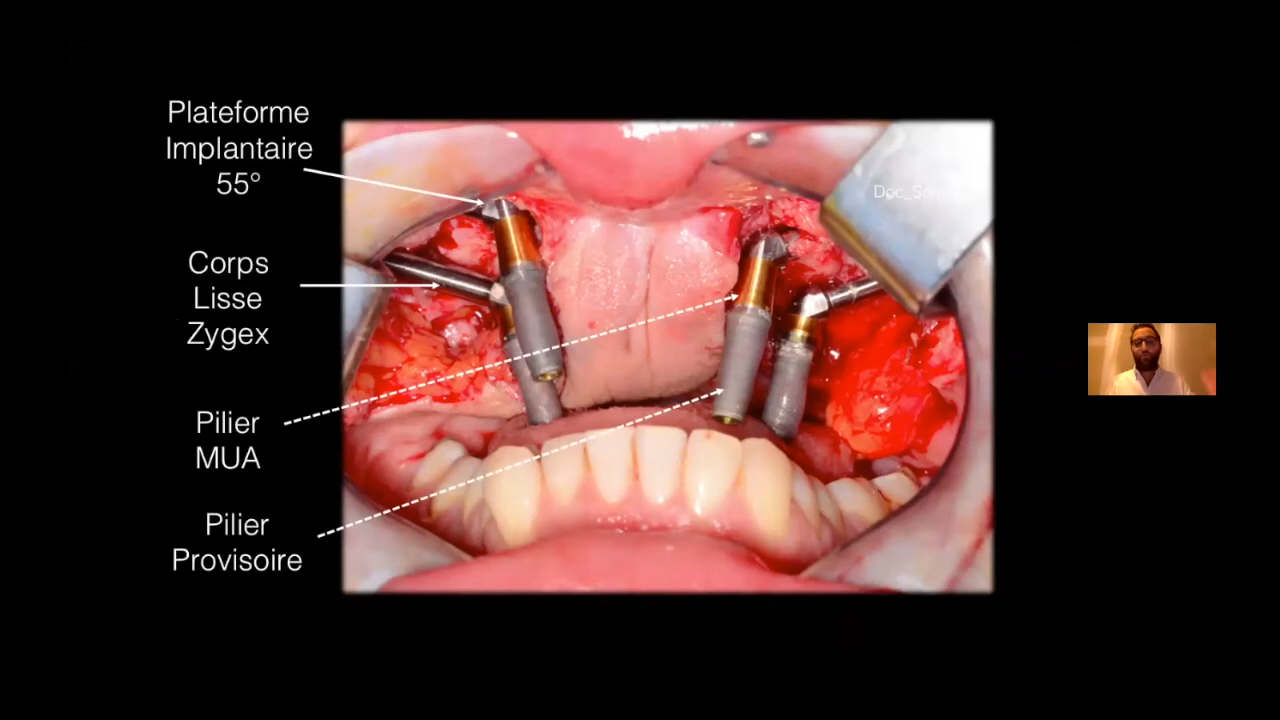 Plateforme
Implantaire
55°
Corps
Lisse
Zygex
Pilier
MUA
Pilier
Provisoire